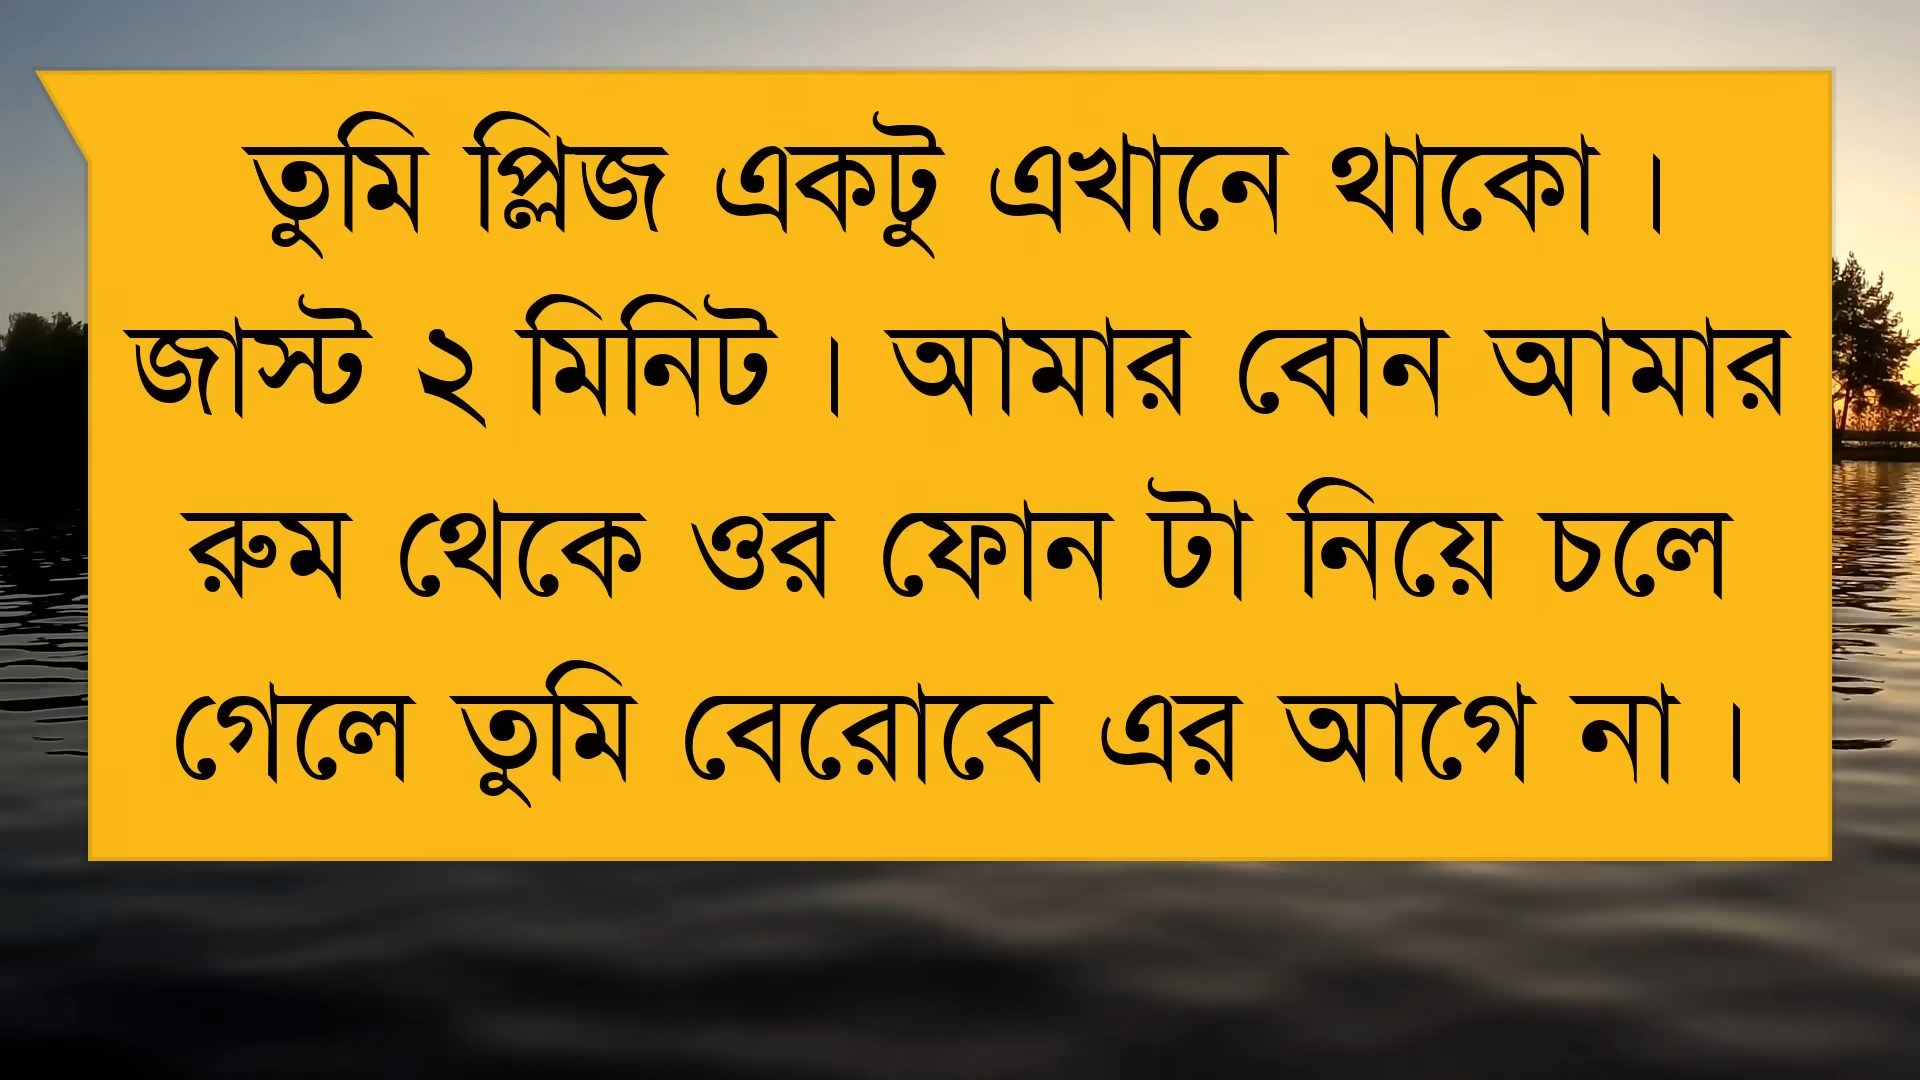 তুমি প্লিজ একটু এখানে থাকো ।
জাস্ট ২ মিনিট । আমার বোন আমার
রুম থেকে ওর ফোন টা নিয়ে চলে
গেলে তুমি বেরোবে এর আগে না ।